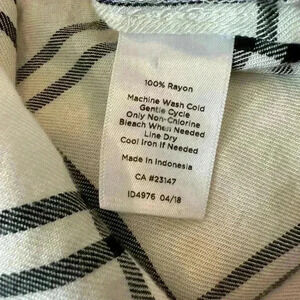 100% Rayon
Machine Wash Cold
Gentle Cycle
Only Non-Chlorine
Bleach When Needed
Line Dry
Cool Iron If Needed
Made In Indonesia
CA #23147
ID4976 04/18